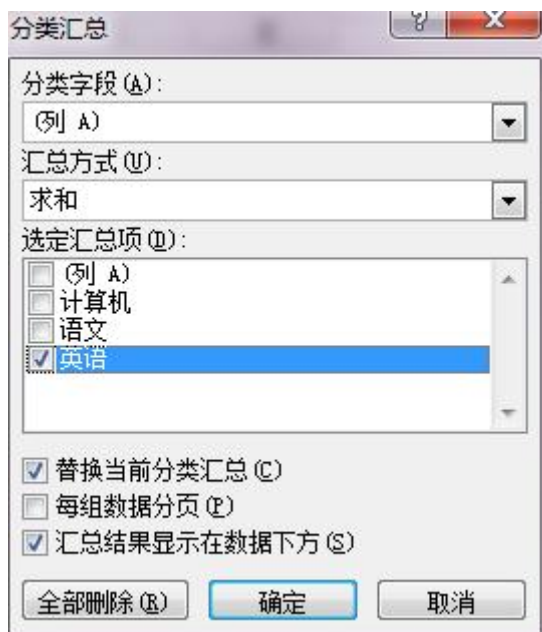 分类汇总
分类字段(A):
(列 A)
汇总方式(U):
求和
选定汇总项(D):
(列 A)
计算机
语文
英语
替换当前分类汇总(C)
每组数据分页(P)
汇总结果显示在数据下方(S)
全部删除(R) 确定 取消